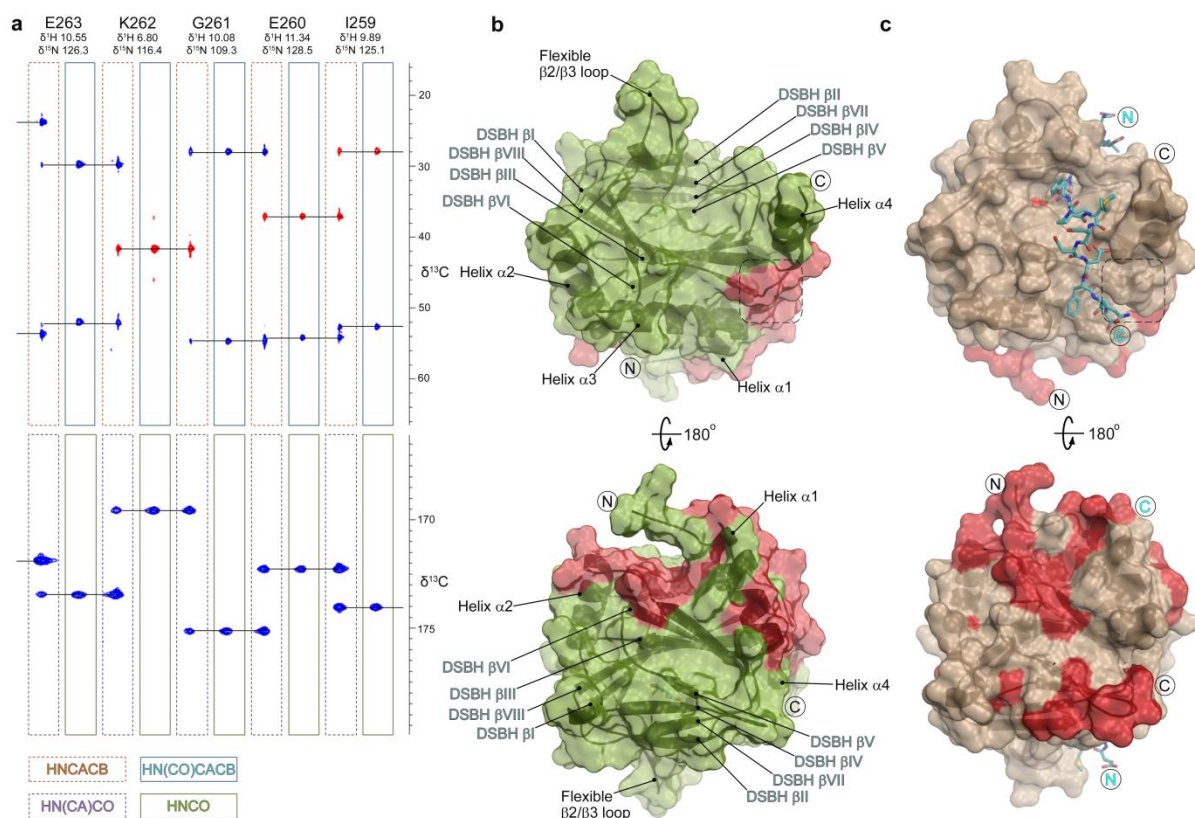 a
E263 K262 G261 E260 I259
δ¹H 10.55 δ¹H 6.80 δ¹H 10.08 δ¹H 11.34 δ¹H 9.89
δ¹⁵N 126.3 δ¹⁵N 116.4 δ¹⁵N 109.3 δ¹⁵N 128.5 δ¹⁵N 125.1
20
30
40
δ¹³C
50
60
170
δ¹³C
175
HNCACB HN(CO)CACB
HN(CA)CO HNCO
b
Flexible
β2/β3 loop
DSBH βII
DSBH βVII
DSBH βIV
DSBH βV
DSBH βI
DSBH βVIII
DSBH βIII
DSBH βVI
C
Helix α4
Helix α2
Helix α3
N
Helix α1
180°
N
Helix α1
Helix α2
DSBH βVI
DSBH βIII
DSBH βVIII
DSBH βI
Helix α4
C
DSBH βV
DSBH βIV
DSBH βVII
DSBH βII
Flexible
β2/β3 loop
c
N
C
N
180°
N
C
C
N